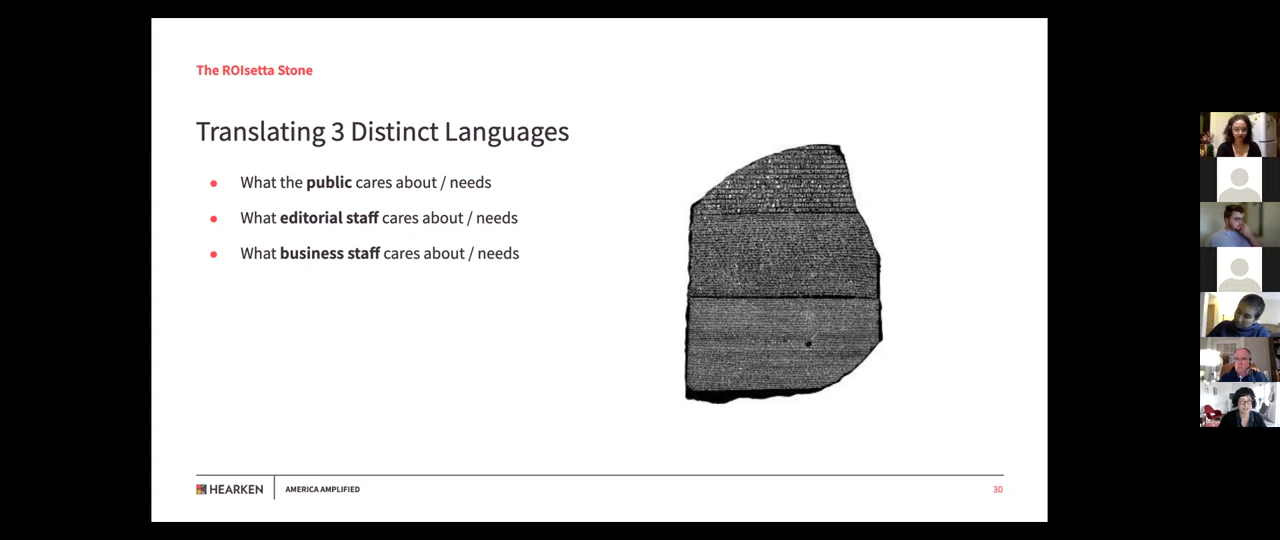 The ROIsetta Stone
Translating 3 Distinct Languages
● What the public cares about / needs
● What editorial staff cares about / needs
● What business staff cares about / needs
HEARKEN
AMERICA AMPLIFIED
30